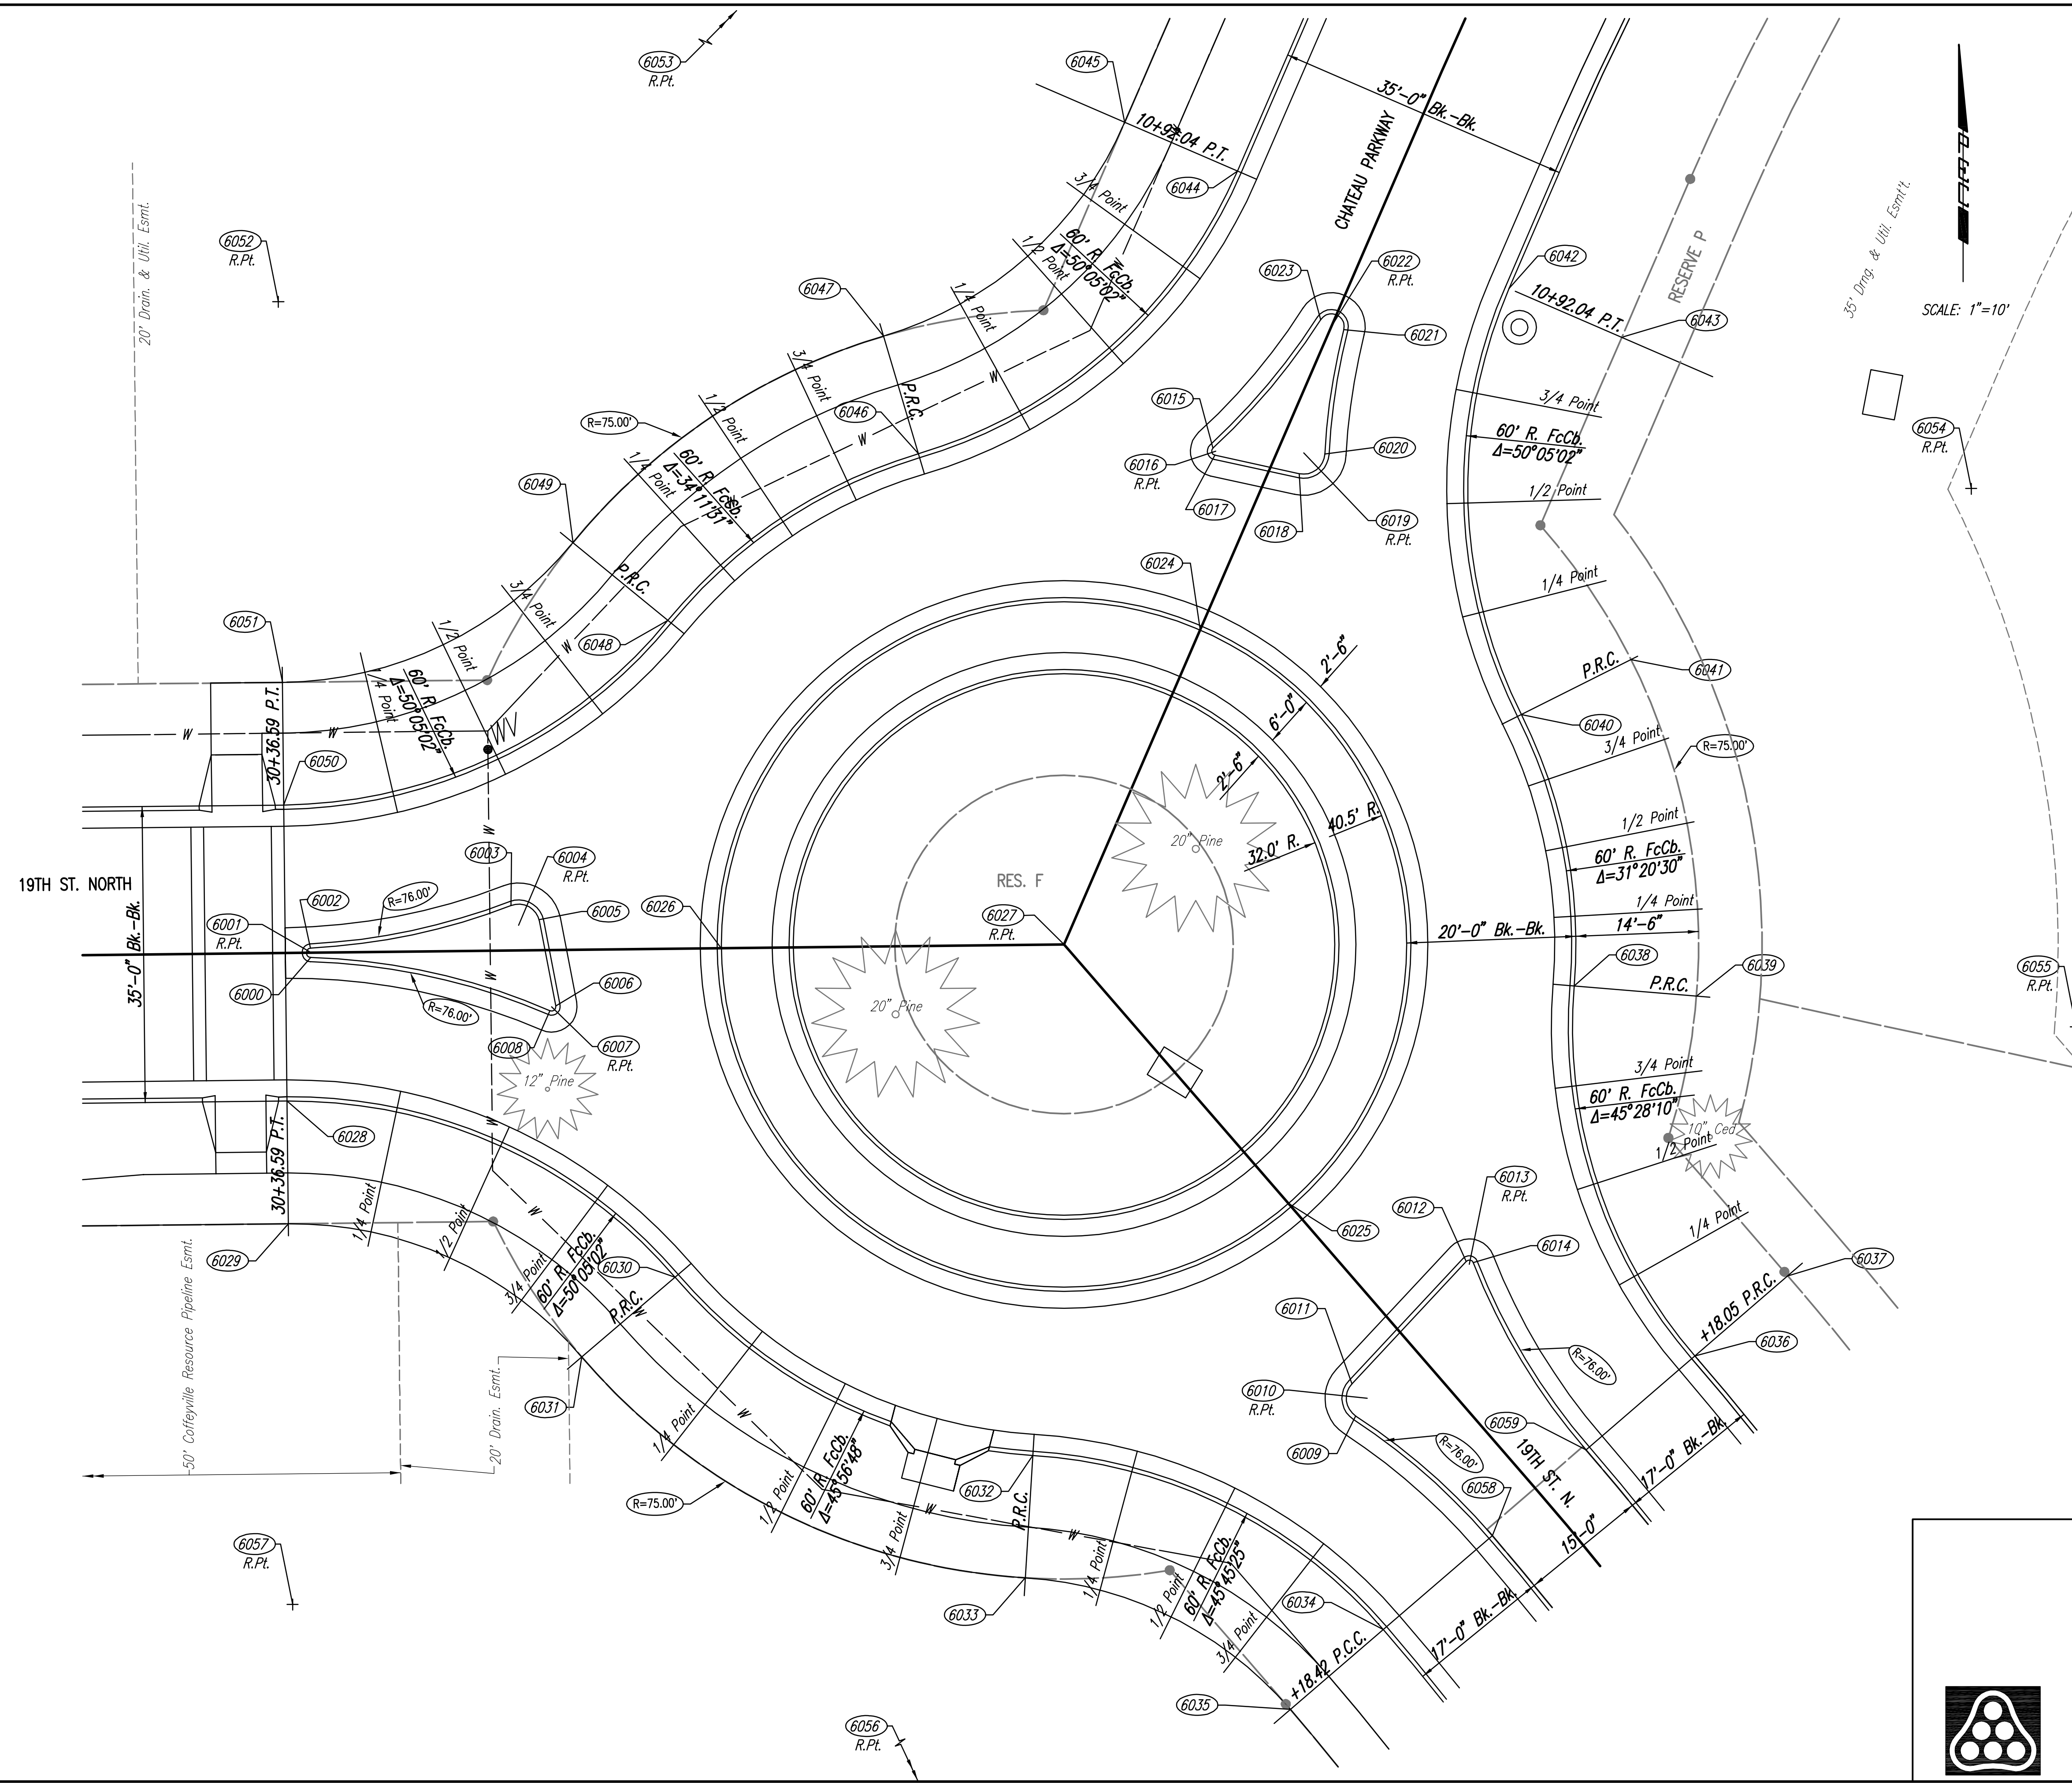 6053
R.Pt.
6045
35'-0" Bk.-Bk.
10+92.04 P.T.
CHATEAU PARKWAY
6044
3/4 Point
6052
R.Pt.
20' Drain. & Util. Esmt.
60' R. FcCb.
Δ=50°05'02"
1/2 Point
6047
1/4 Point
6023
6022
R.Pt.
6021
6042
10+92.04 P.T.
6043
RESERVE P
35' Drng. & Util. Esm't.
SCALE: 1"=10'
3/4 Point
3/4 Point
1/2 Point
R=75.00'
6046
P.R.C.
6015
6016
R.Pt.
6017
6018
6019
R.Pt.
6020
60' R. FcCb.
Δ=50°05'02"
6054
R.Pt.
1/4 Point
60' R. FcCb.
Δ=34°11'31"
W
W
6049
1/2 Point
P.R.C.
3/4 Point
6024
1/4 Point
6051
1/2 Point
6048
W
P.R.C.
6041
6040
2'-6"
6'-0"
2'-6"
30+36.59 P.T.
1/4 Point
60' R. FcCb.
Δ=50°05'02"
W
W
6050
3/4 Point
R=75.00'
40.5' R.
32.0' R.
20" Pine
1/2 Point
60' R. FcCb.
Δ=31°20'30"
W
6003
6004
R.Pt.
19TH ST. NORTH
RES. F
R=76.00'
6002
6001
R.Pt.
6005
6026
6027
R.Pt.
1/4 Point
14'-6"
20'-0" Bk.-Bk.
35'-0" Bk.-Bk.
6000
W
6006
R=76.00'
6038
6039
P.R.C.
6055
R.Pt.
20" Pine
6008
6007
R.Pt.
12" Pine
3/4 Point
60' R. FcCb.
Δ=45°28'10"
10" Ced
1/2 Point
W
6028
30+36.59 P.T.
6013
R.Pt.
6012
6014
1/4 Point
6025
1/4 Point
1/2 Point
W
3/4 Point
60' R. FcCb.
Δ=50°05'02"
6029
6030
P.R.C.
W
6037
+18.05 P.R.C.
6036
6011
R=76.00'
6010
R.Pt.
50' Coffeyville Resource Pipeline Esmt.
20' Drain. Esmt.
6031
1/4 Point
W
6009
R=76.00'
6059
19TH ST. N.
17'-0" Bk.-Bk.
6058
60' R. FcCb.
Δ=45°56'48"
1/2 Point
R=75.00'
6032
P.R.C.
W
W
3/4 Point
15'-0"
6057
R.Pt.
1/4 Point
60' R. FcCb.
Δ=45°45'25"
1/2 Point
6033
3/4 Point
6034
17'-0" Bk.-Bk.
+18.42 P.C.C.
6035
6056
R.Pt.